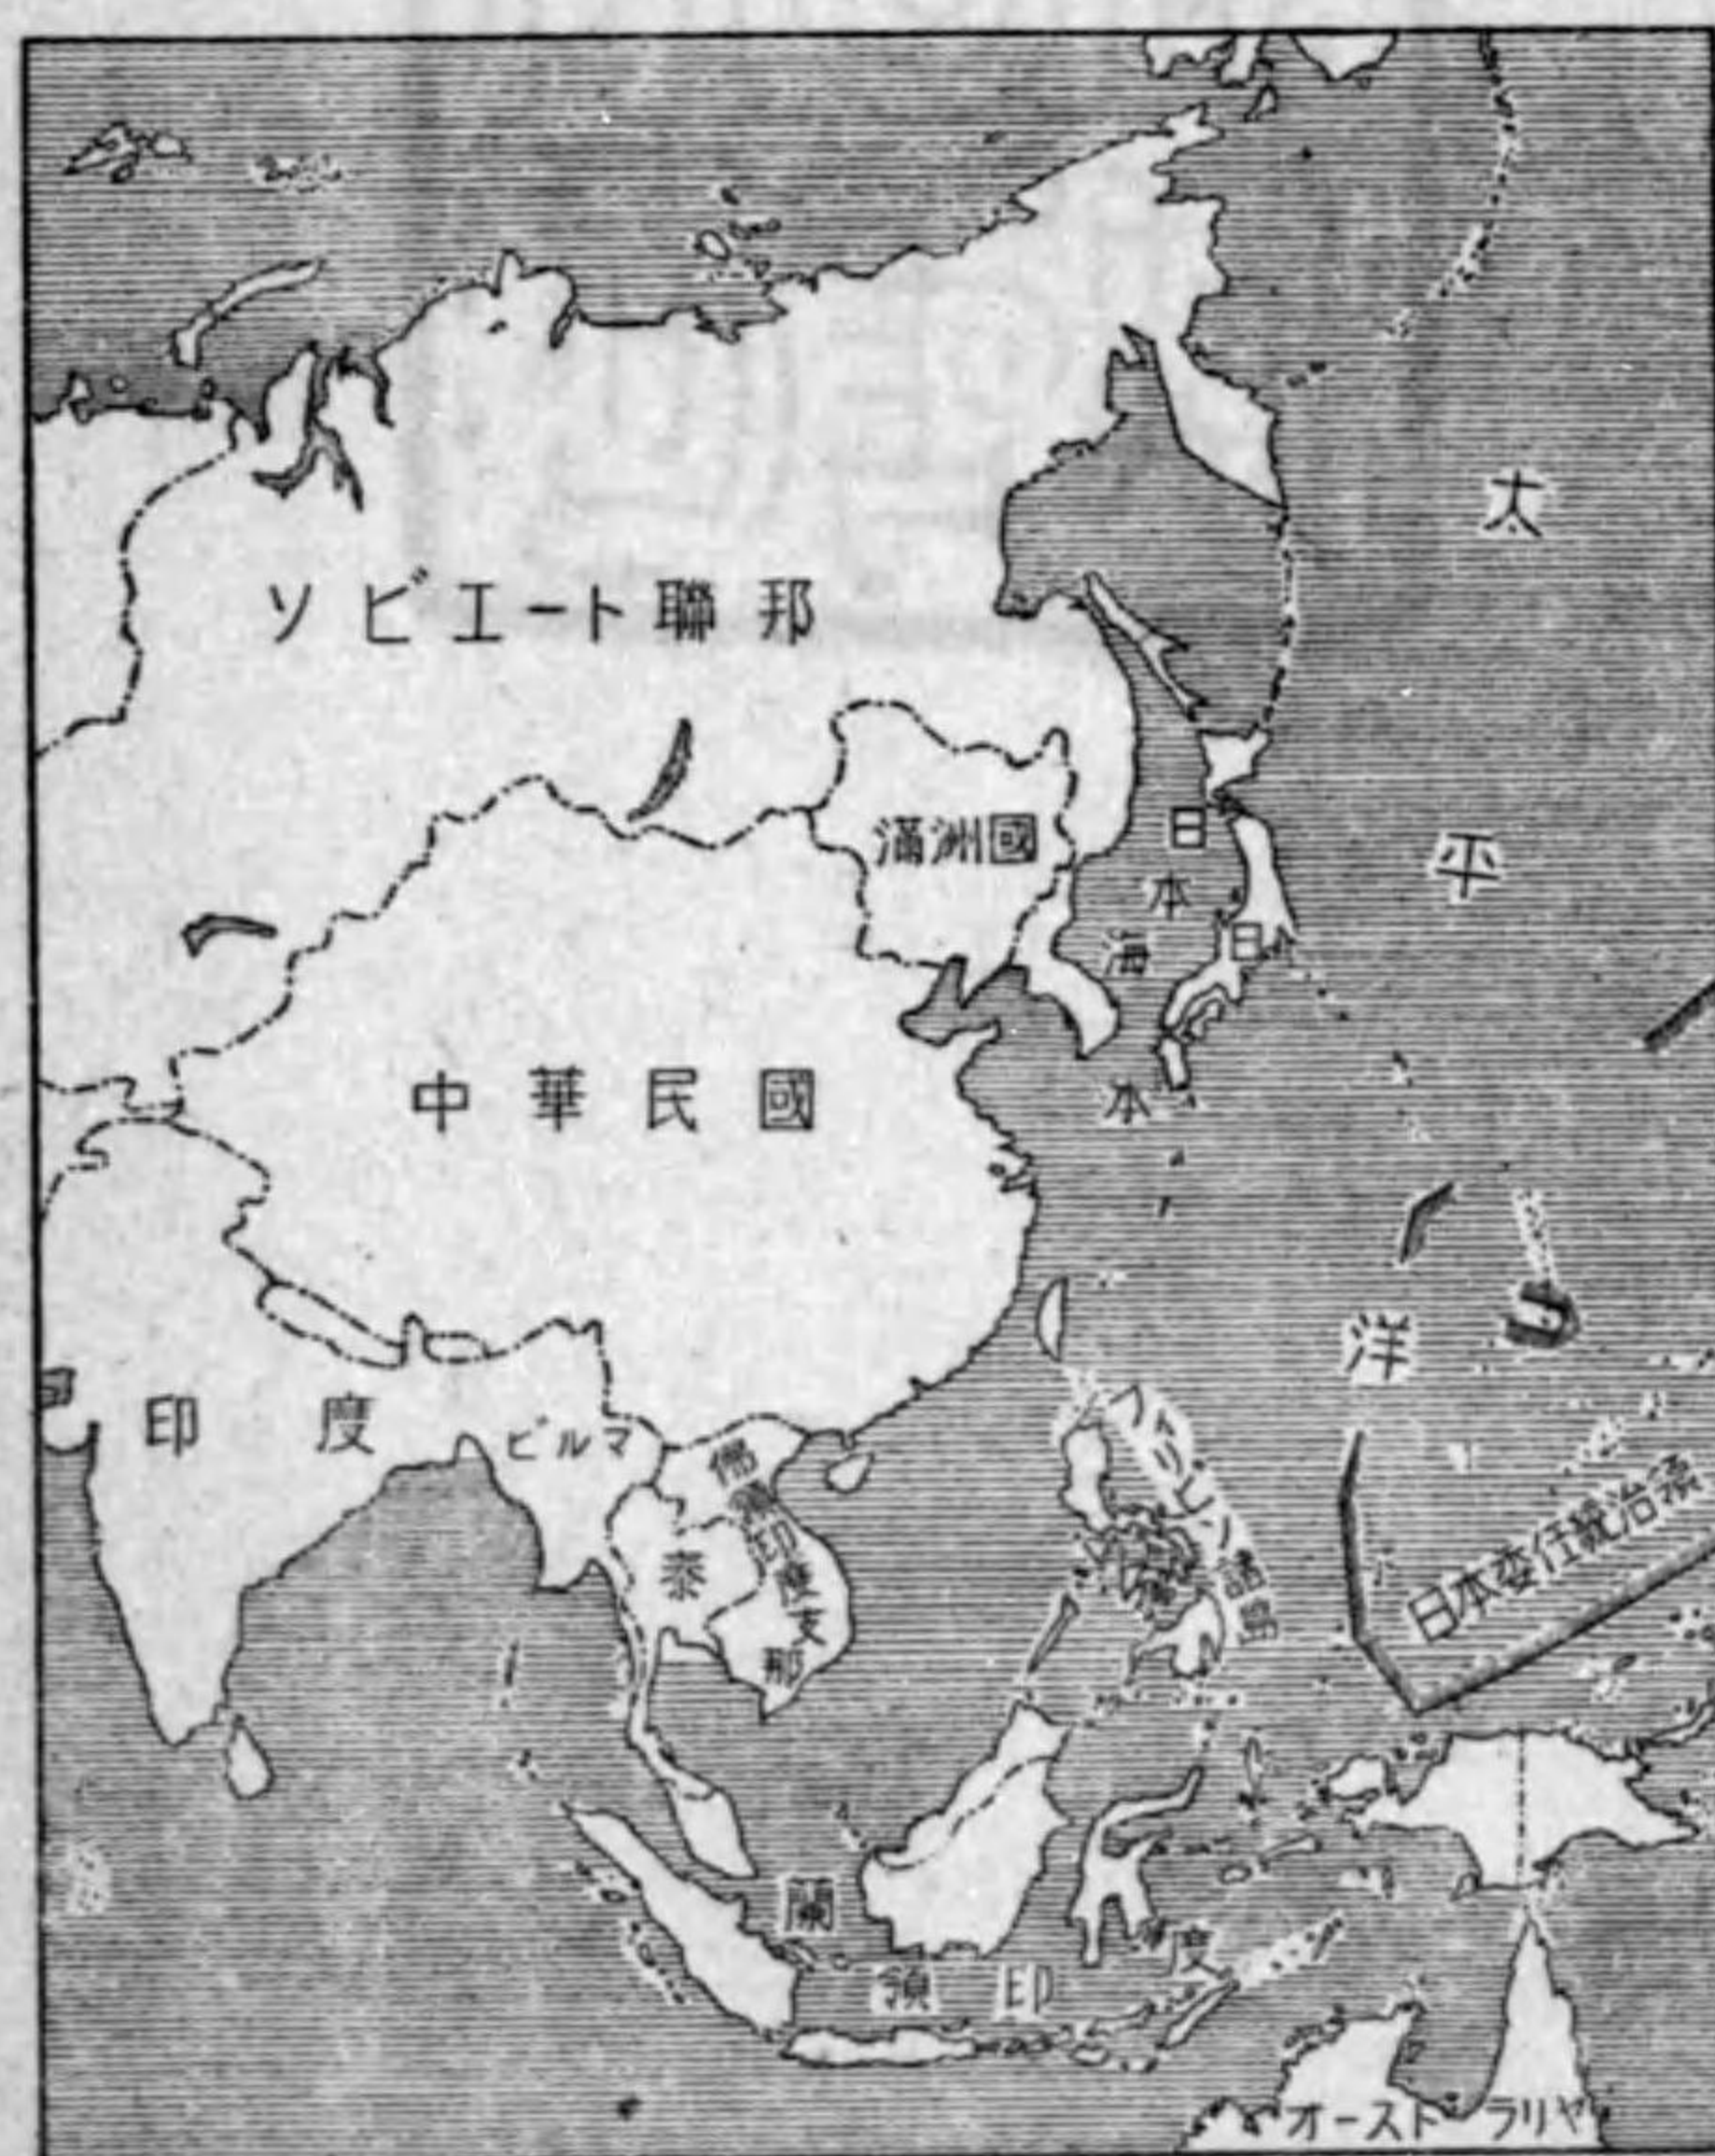 ソビエート聯邦
太平洋
滿洲國
日本海
日本
中華民國
印度
ビルマ
佛領印度支那
泰
フィリピン諸島
日本委任統治領
蘭領印度
オーストラリヤ